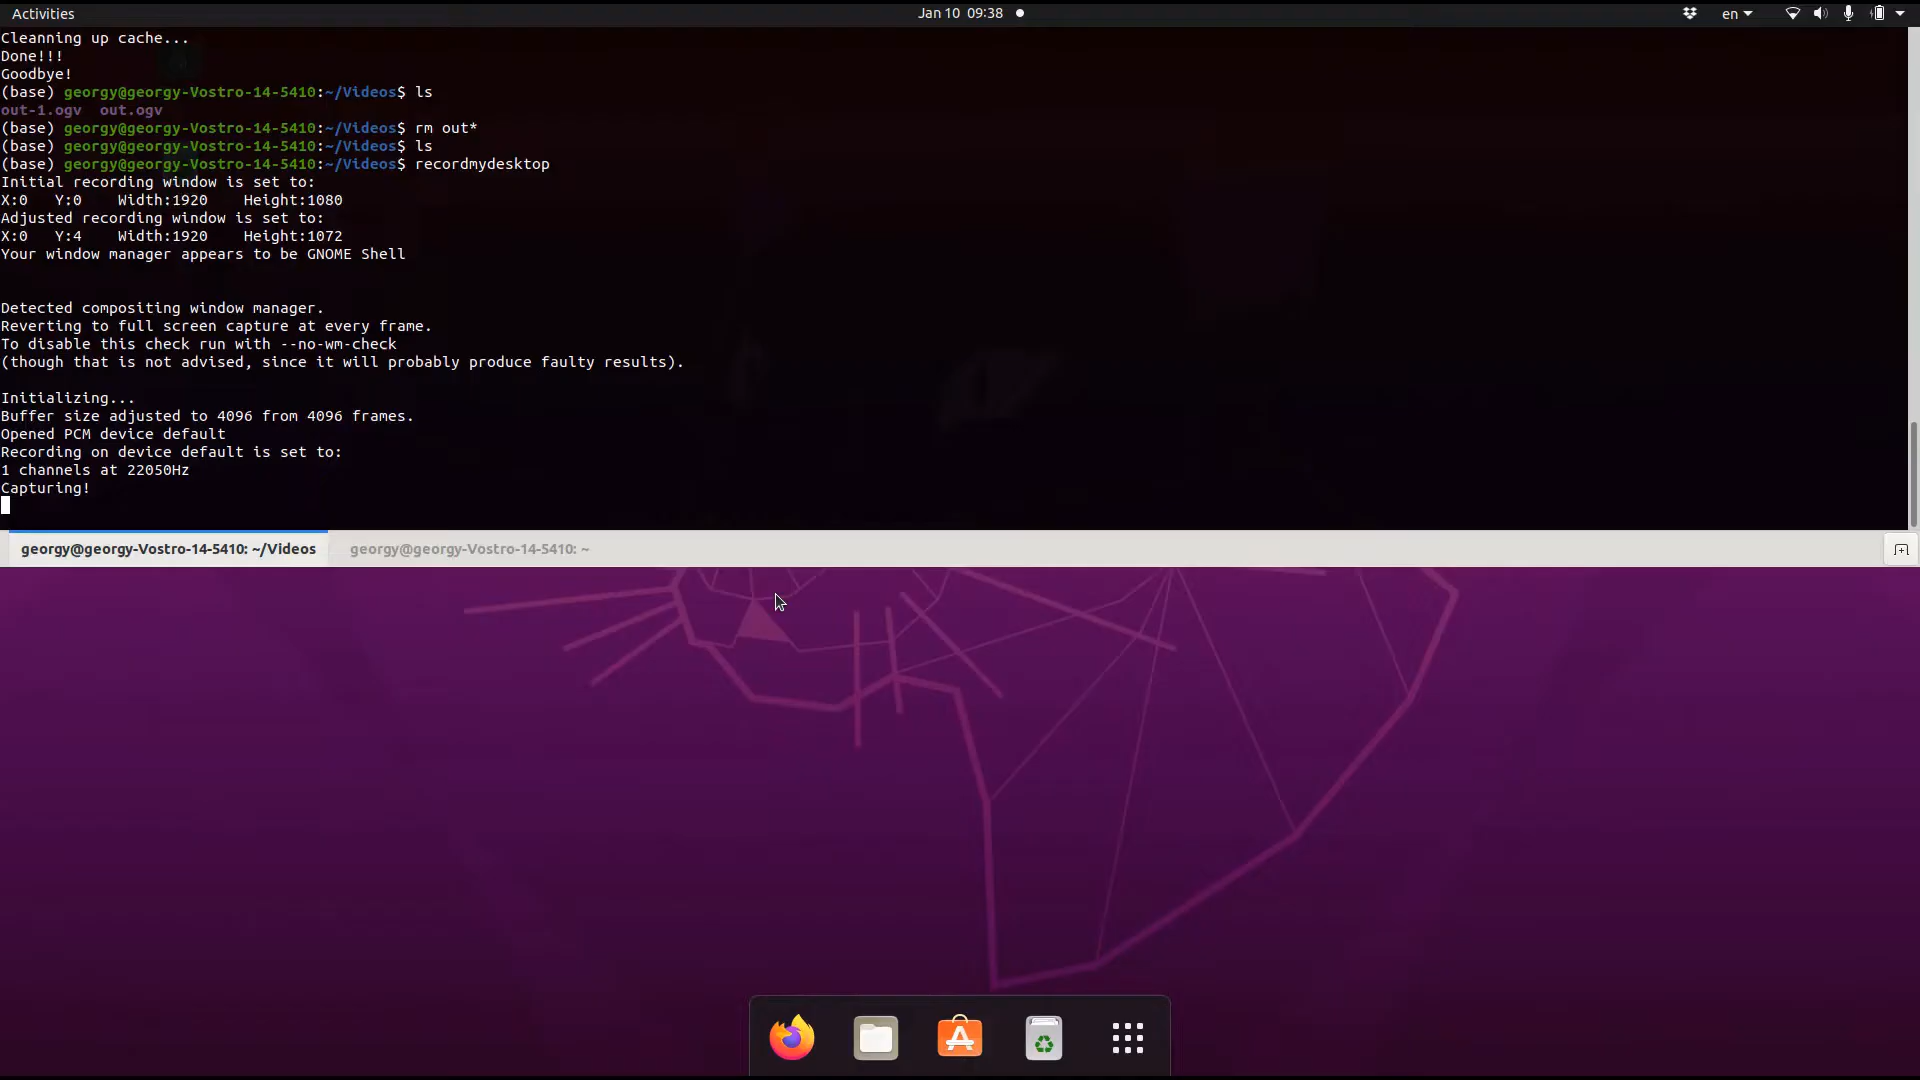 Activities
Jan 10 09:38
en
Cleanning up cache...
Done!!!
Goodbye!
(base) georgy@georgy-Vostro-14-5410:~/Videos$ ls
out-1.ogv  out.ogv
(base) georgy@georgy-Vostro-14-5410:~/Videos$ rm out*
(base) georgy@georgy-Vostro-14-5410:~/Videos$ ls
(base) georgy@georgy-Vostro-14-5410:~/Videos$ recordmydesktop
Initial recording window is set to:
X:0   Y:0    Width:1920    Height:1080
Adjusted recording window is set to:
X:0   Y:4    Width:1920    Height:1072
Your window manager appears to be GNOME Shell
Detected compositing window manager.
Reverting to full screen capture at every frame.
To disable this check run with --no-wm-check
(though that is not advised, since it will probably produce faulty results).
Initializing...
Buffer size adjusted to 4096 from 4096 frames.
Opened PCM device default
Recording on device default is set to:
1 channels at 22050Hz
Capturing!
georgy@georgy-Vostro-14-5410: ~/Videos
georgy@georgy-Vostro-14-5410: ~